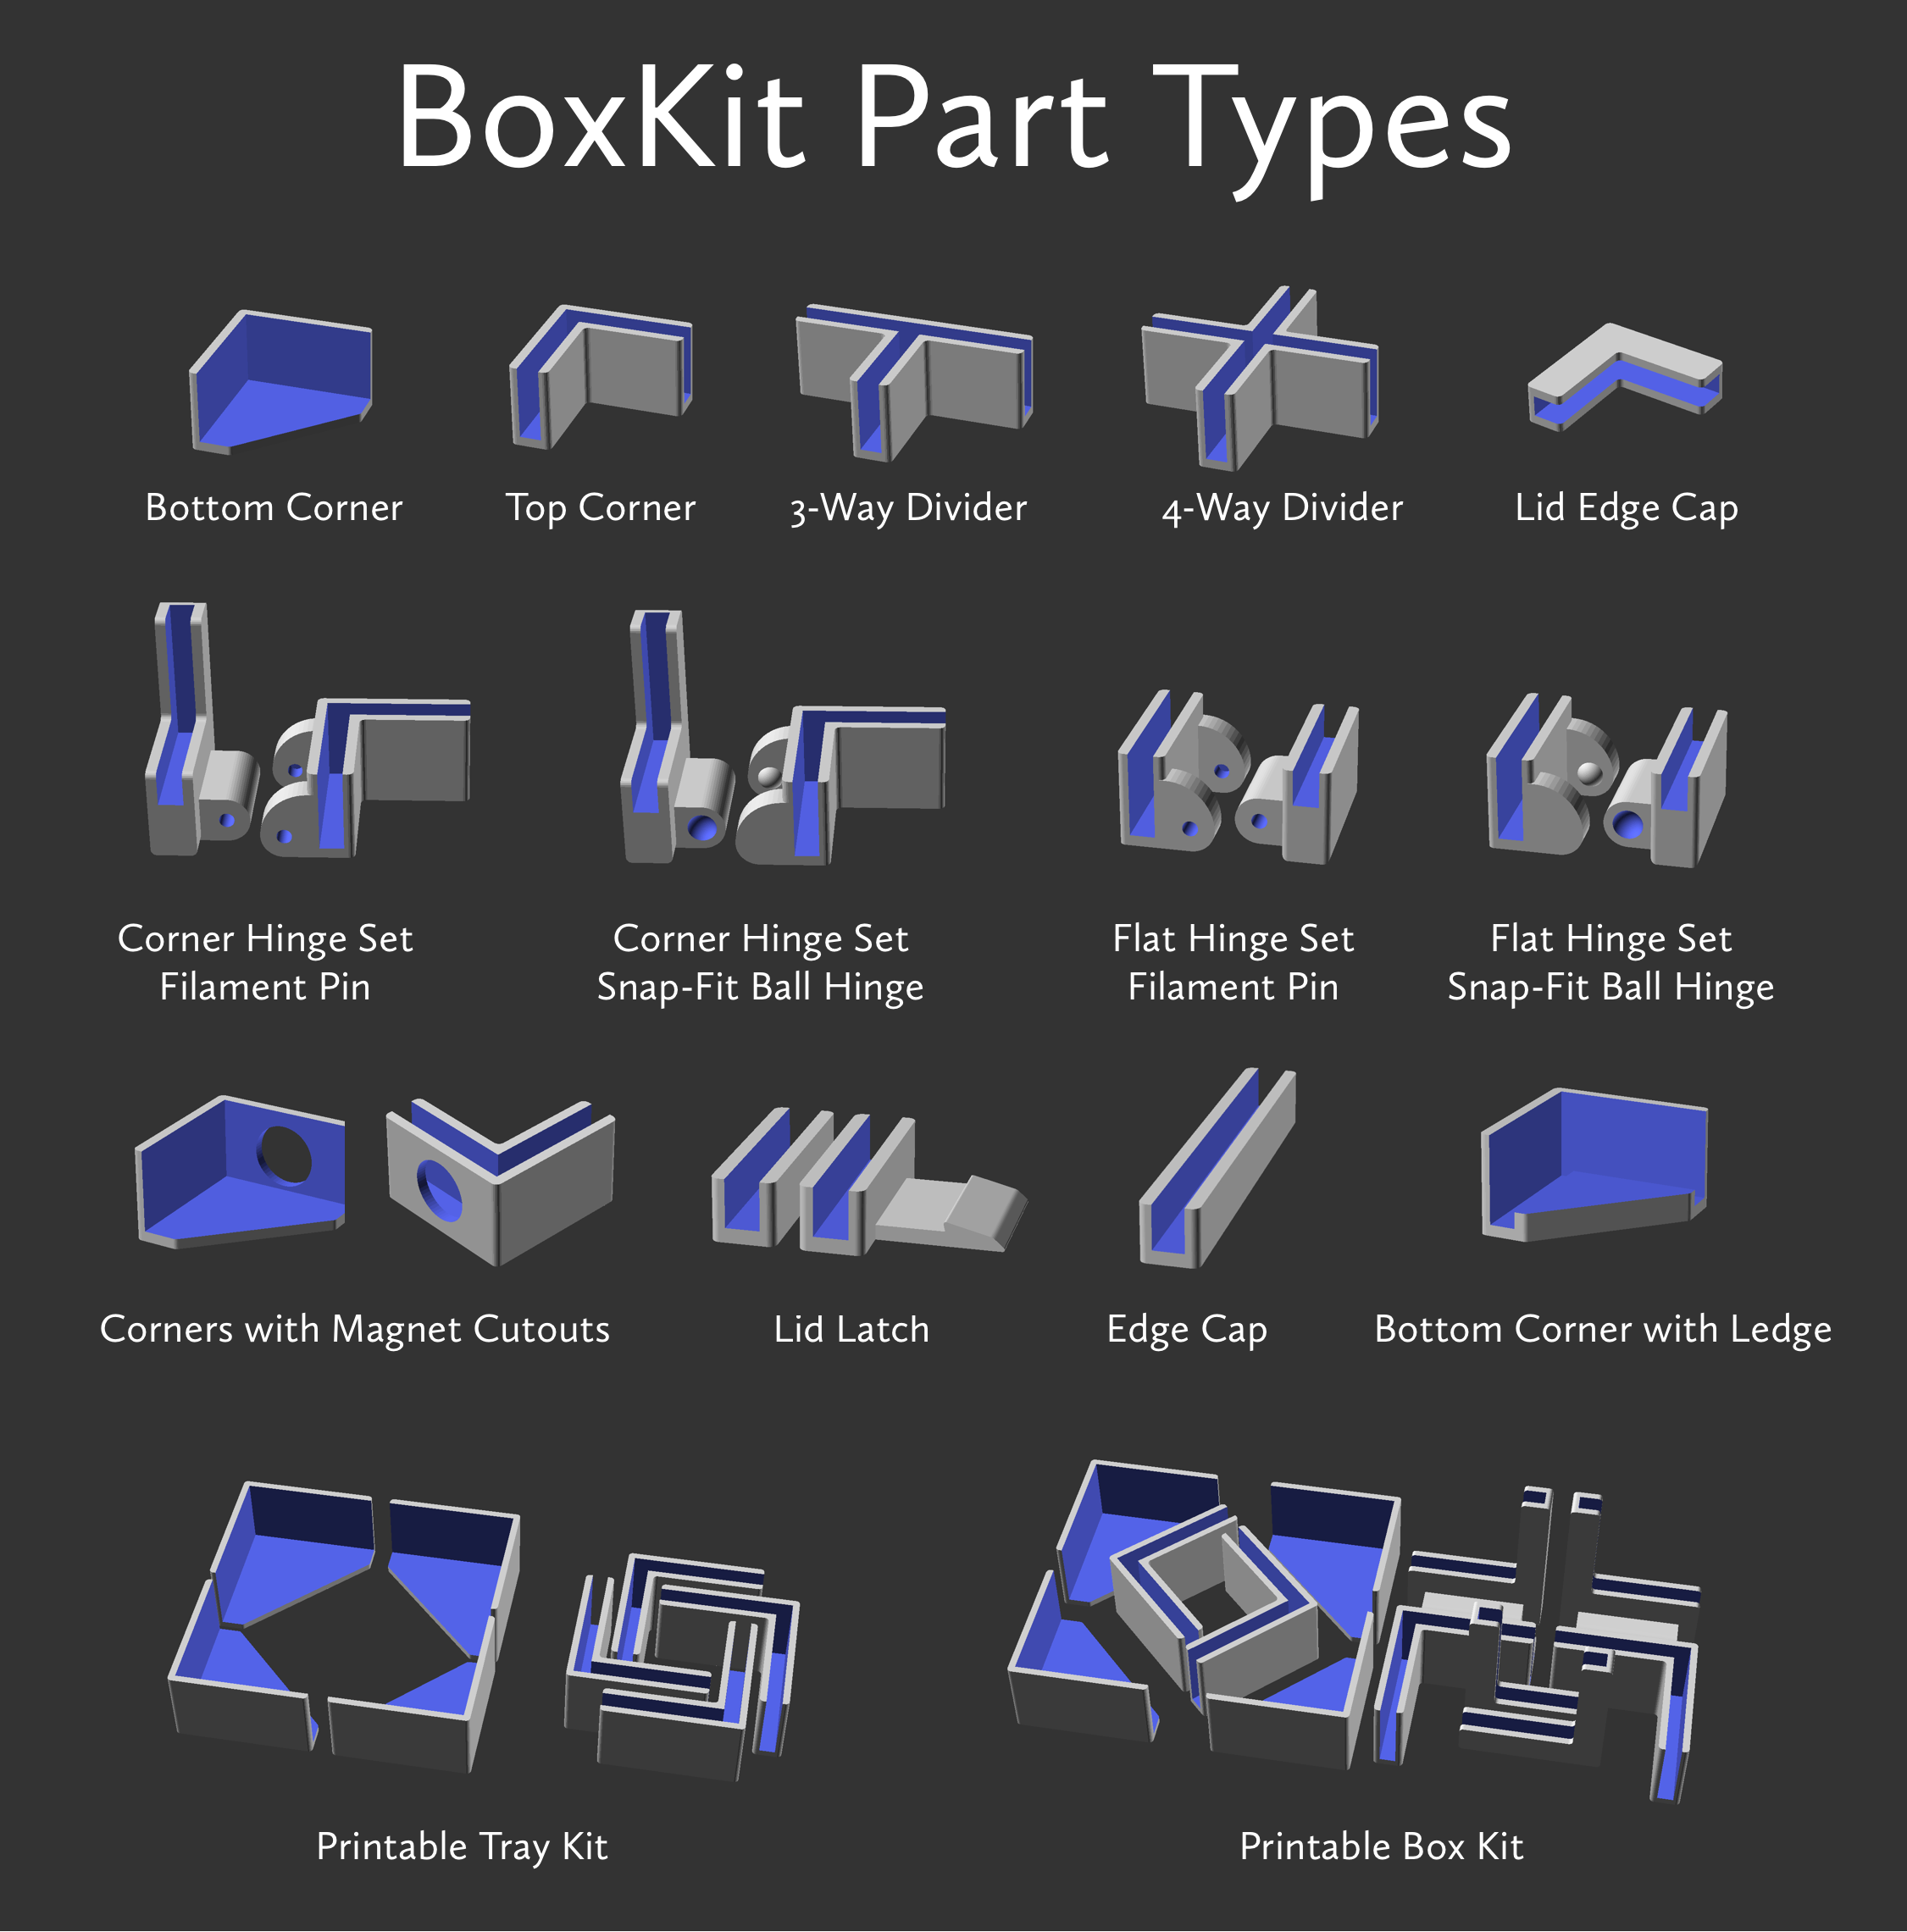 BoxKit Part Types
Bottom Corner
Top Corner
3-Way Divider
4-Way Divider
Lid Edge Cap
Corner Hinge Set
Filament Pin
Corner Hinge Set
Snap-Fit Ball Hinge
Flat Hinge Set
Filament Pin
Flat Hinge Set
Snap-Fit Ball Hinge
Corners with Magnet Cutouts
Lid Latch
Edge Cap
Bottom Corner with Ledge
Printable Tray Kit
Printable Box Kit